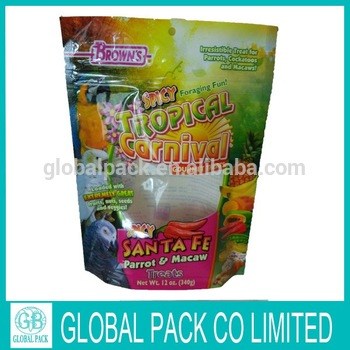 BROWN'S
Irresistible Treat for
Parrots, Cockatoos
and Macaws!
Foraging Fun!
SPICY
TROPICAL
Carnival
globalpack.en.alibaba.com
SPICY
SANTA FE
Parrot & Macaw
Treats
Net Wt. 12 oz. (340g)
GB
GLOBAL PACK
GLOBAL PACK CO LIMITED